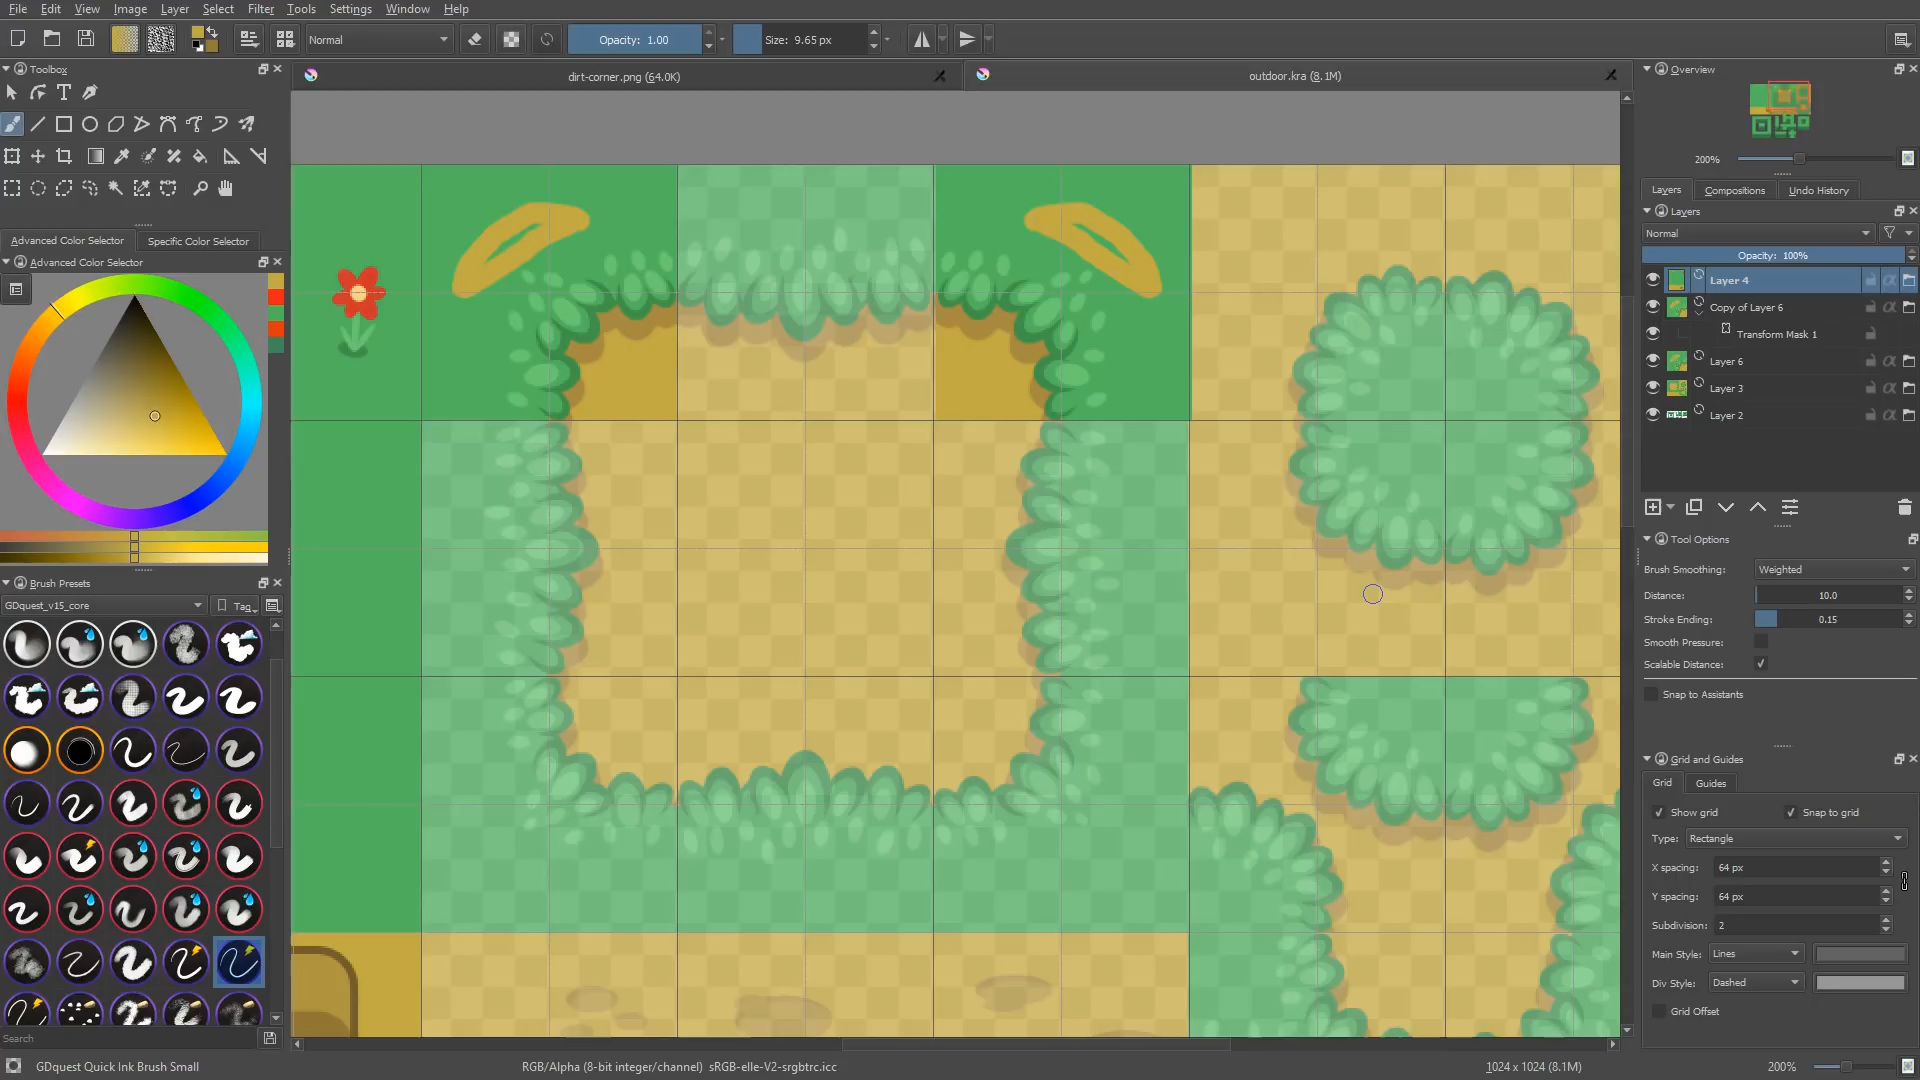 File Edit View Image Layer Select Filter Tools Settings Window Help
Normal Opacity: 1.00 Size: 9.65 px
Toolbox
dirt-corner.png (64.0K) outdoor.kra (8.1M)
Advanced Color Selector Specific Color Selector
Advanced Color Selector
Brush Presets
GDquest_v15_core Tag
Search
GDquest Quick Ink Brush Small
RGB/Alpha (8-bit integer/channel) sRGB-elle-V2-srgbtrc.icc
1024 x 1024 (8.1M)
200%
Overview
200%
Layers Compositions Undo History
Layers
Normal
Opacity: 100%
Layer 4
Copy of Layer 6
Transform Mask 1
Layer 6
Layer 3
Layer 2
Tool Options
Brush Smoothing: Weighted
Distance: 10.0
Stroke Ending: 0.15
Smooth Pressure:
Scalable Distance:
Snap to Assistants
Grid and Guides
Grid Guides
Show grid Snap to grid
Type: Rectangle
X spacing: 64 px
Y spacing: 64 px
Subdivision: 2
Main Style: Lines
Div Style: Dashed
Grid Offset